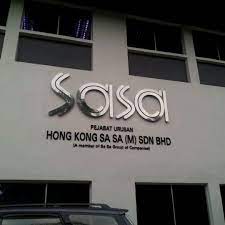 sasa
PEJABAT URUSAN
HONG KONG SA SA (M) SDN BHD
(A member of Sa Sa Group of Companies)